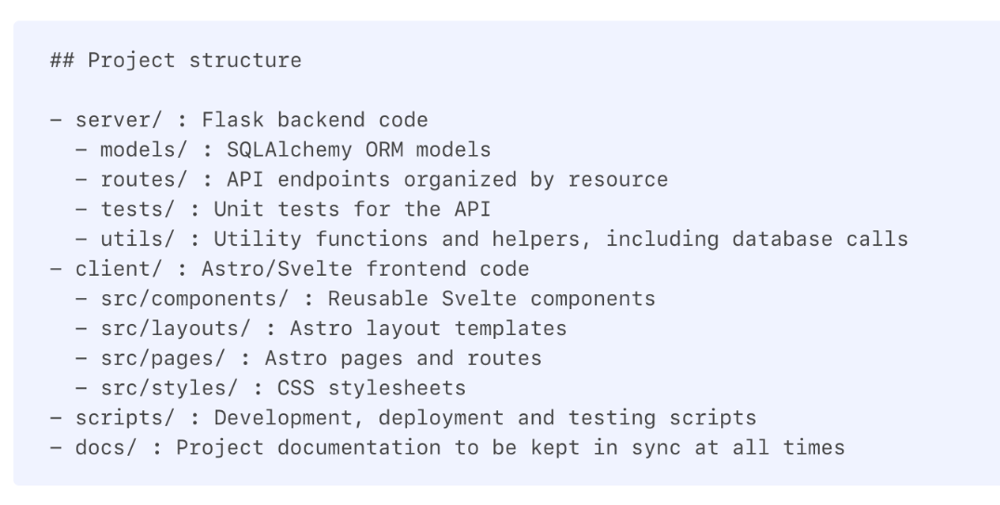 ## Project structure

- server/ : Flask backend code
  - models/ : SQLAlchemy ORM models
  - routes/ : API endpoints organized by resource
  - tests/ : Unit tests for the API
  - utils/ : Utility functions and helpers, including database calls
- client/ : Astro/Svelte frontend code
  - src/components/ : Reusable Svelte components
  - src/layouts/ : Astro layout templates
  - src/pages/ : Astro pages and routes
  - src/styles/ : CSS stylesheets
- scripts/ : Development, deployment and testing scripts
- docs/ : Project documentation to be kept in sync at all times